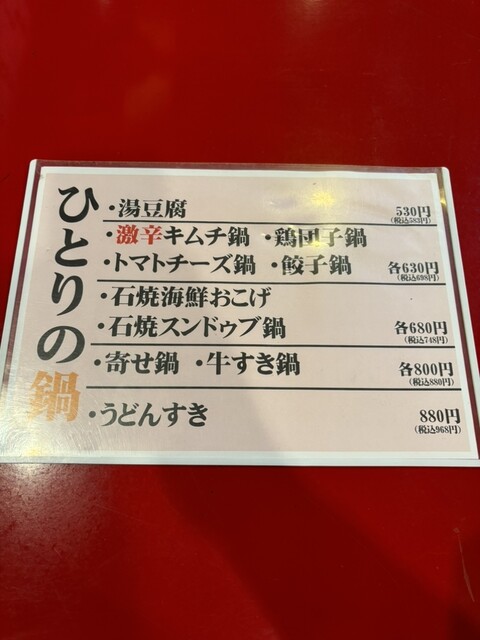 ひとりの鍋
・湯豆腐 530円
(税込583円)
・激辛キムチ鍋 ・鶏団子鍋
・トマトチーズ鍋 ・餃子鍋 各630円
(税込698円)
・石焼海鮮おこげ
・石焼スンドゥブ鍋 各680円
(税込748円)
・寄せ鍋 ・牛すき鍋 各800円
(税込880円)
・うどんすき 880円
(税込968円)